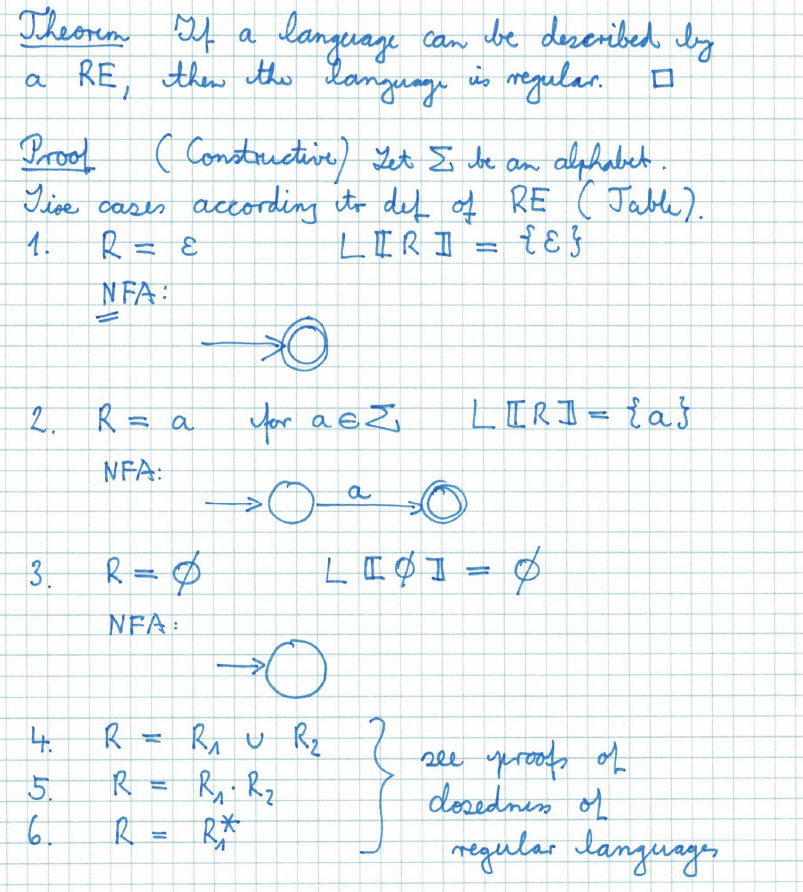 Theorem If a language can be described by
a RE, then the language is regular. □
Proof (Constructive) Let Σ be an alphabet.
Five cases according to def of RE (Table).
1. R = ε L⟦R⟧ = {ε}
NFA:
2. R = a for a ∈ Σ L⟦R⟧ = {a}
NFA:
a
3. R = ∅ L⟦∅⟧ = ∅
NFA:
4. R = R₁ ∪ R₂
5. R = R₁ · R₂
6. R = R₁*
see proofs of
closedness of
regular languages